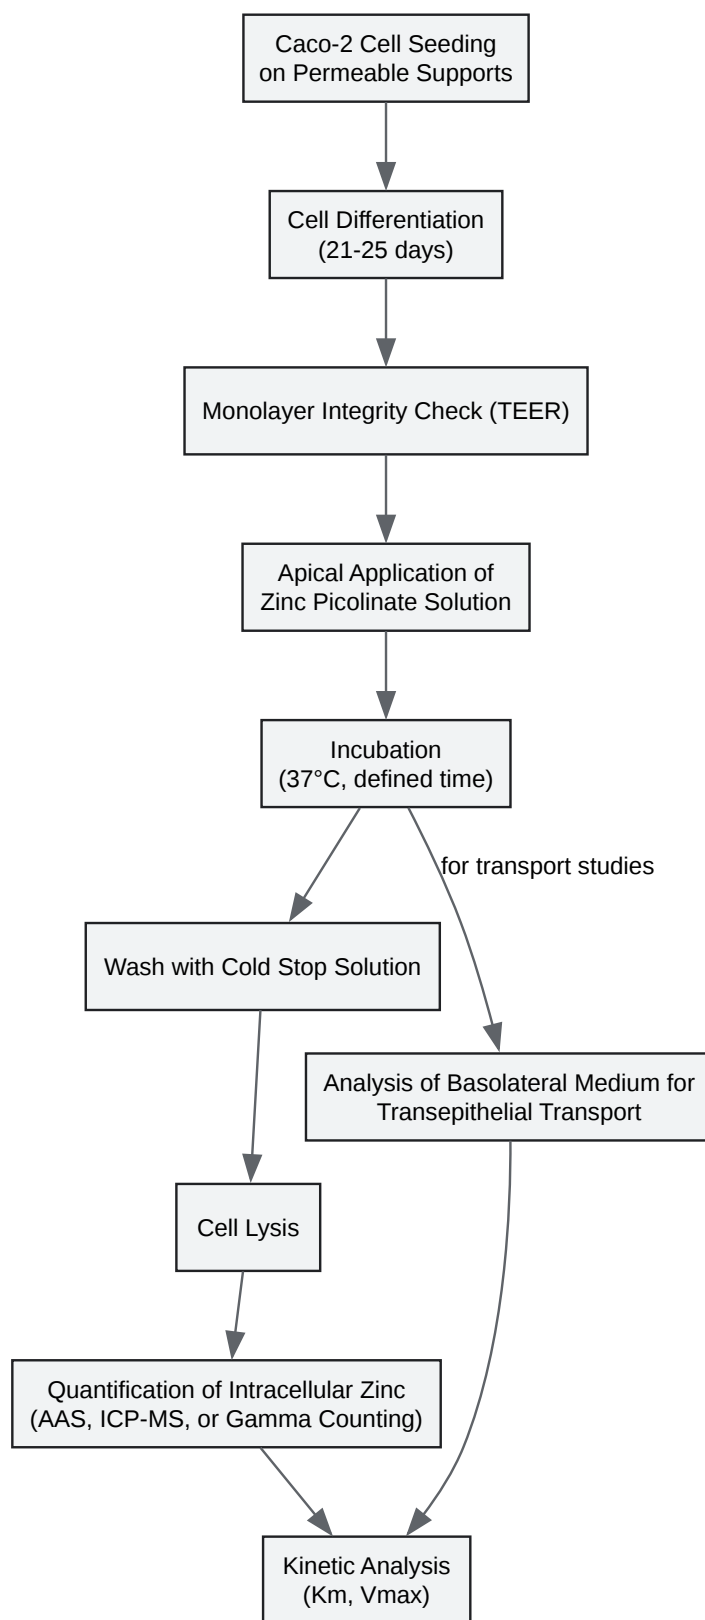 Caco-2 Cell Seeding
on Permeable Supports
Cell Differentiation
(21-25 days)
Monolayer Integrity Check (TEER)
Apical Application of
Zinc Picolinate Solution
Incubation
(37°C, defined time)
for transport studies
Wash with Cold Stop Solution
Analysis of Basolateral Medium for
Transepithelial Transport
Cell Lysis
Quantification of Intracellular Zinc
(AAS, ICP-MS, or Gamma Counting)
Kinetic Analysis
(Km, Vmax)